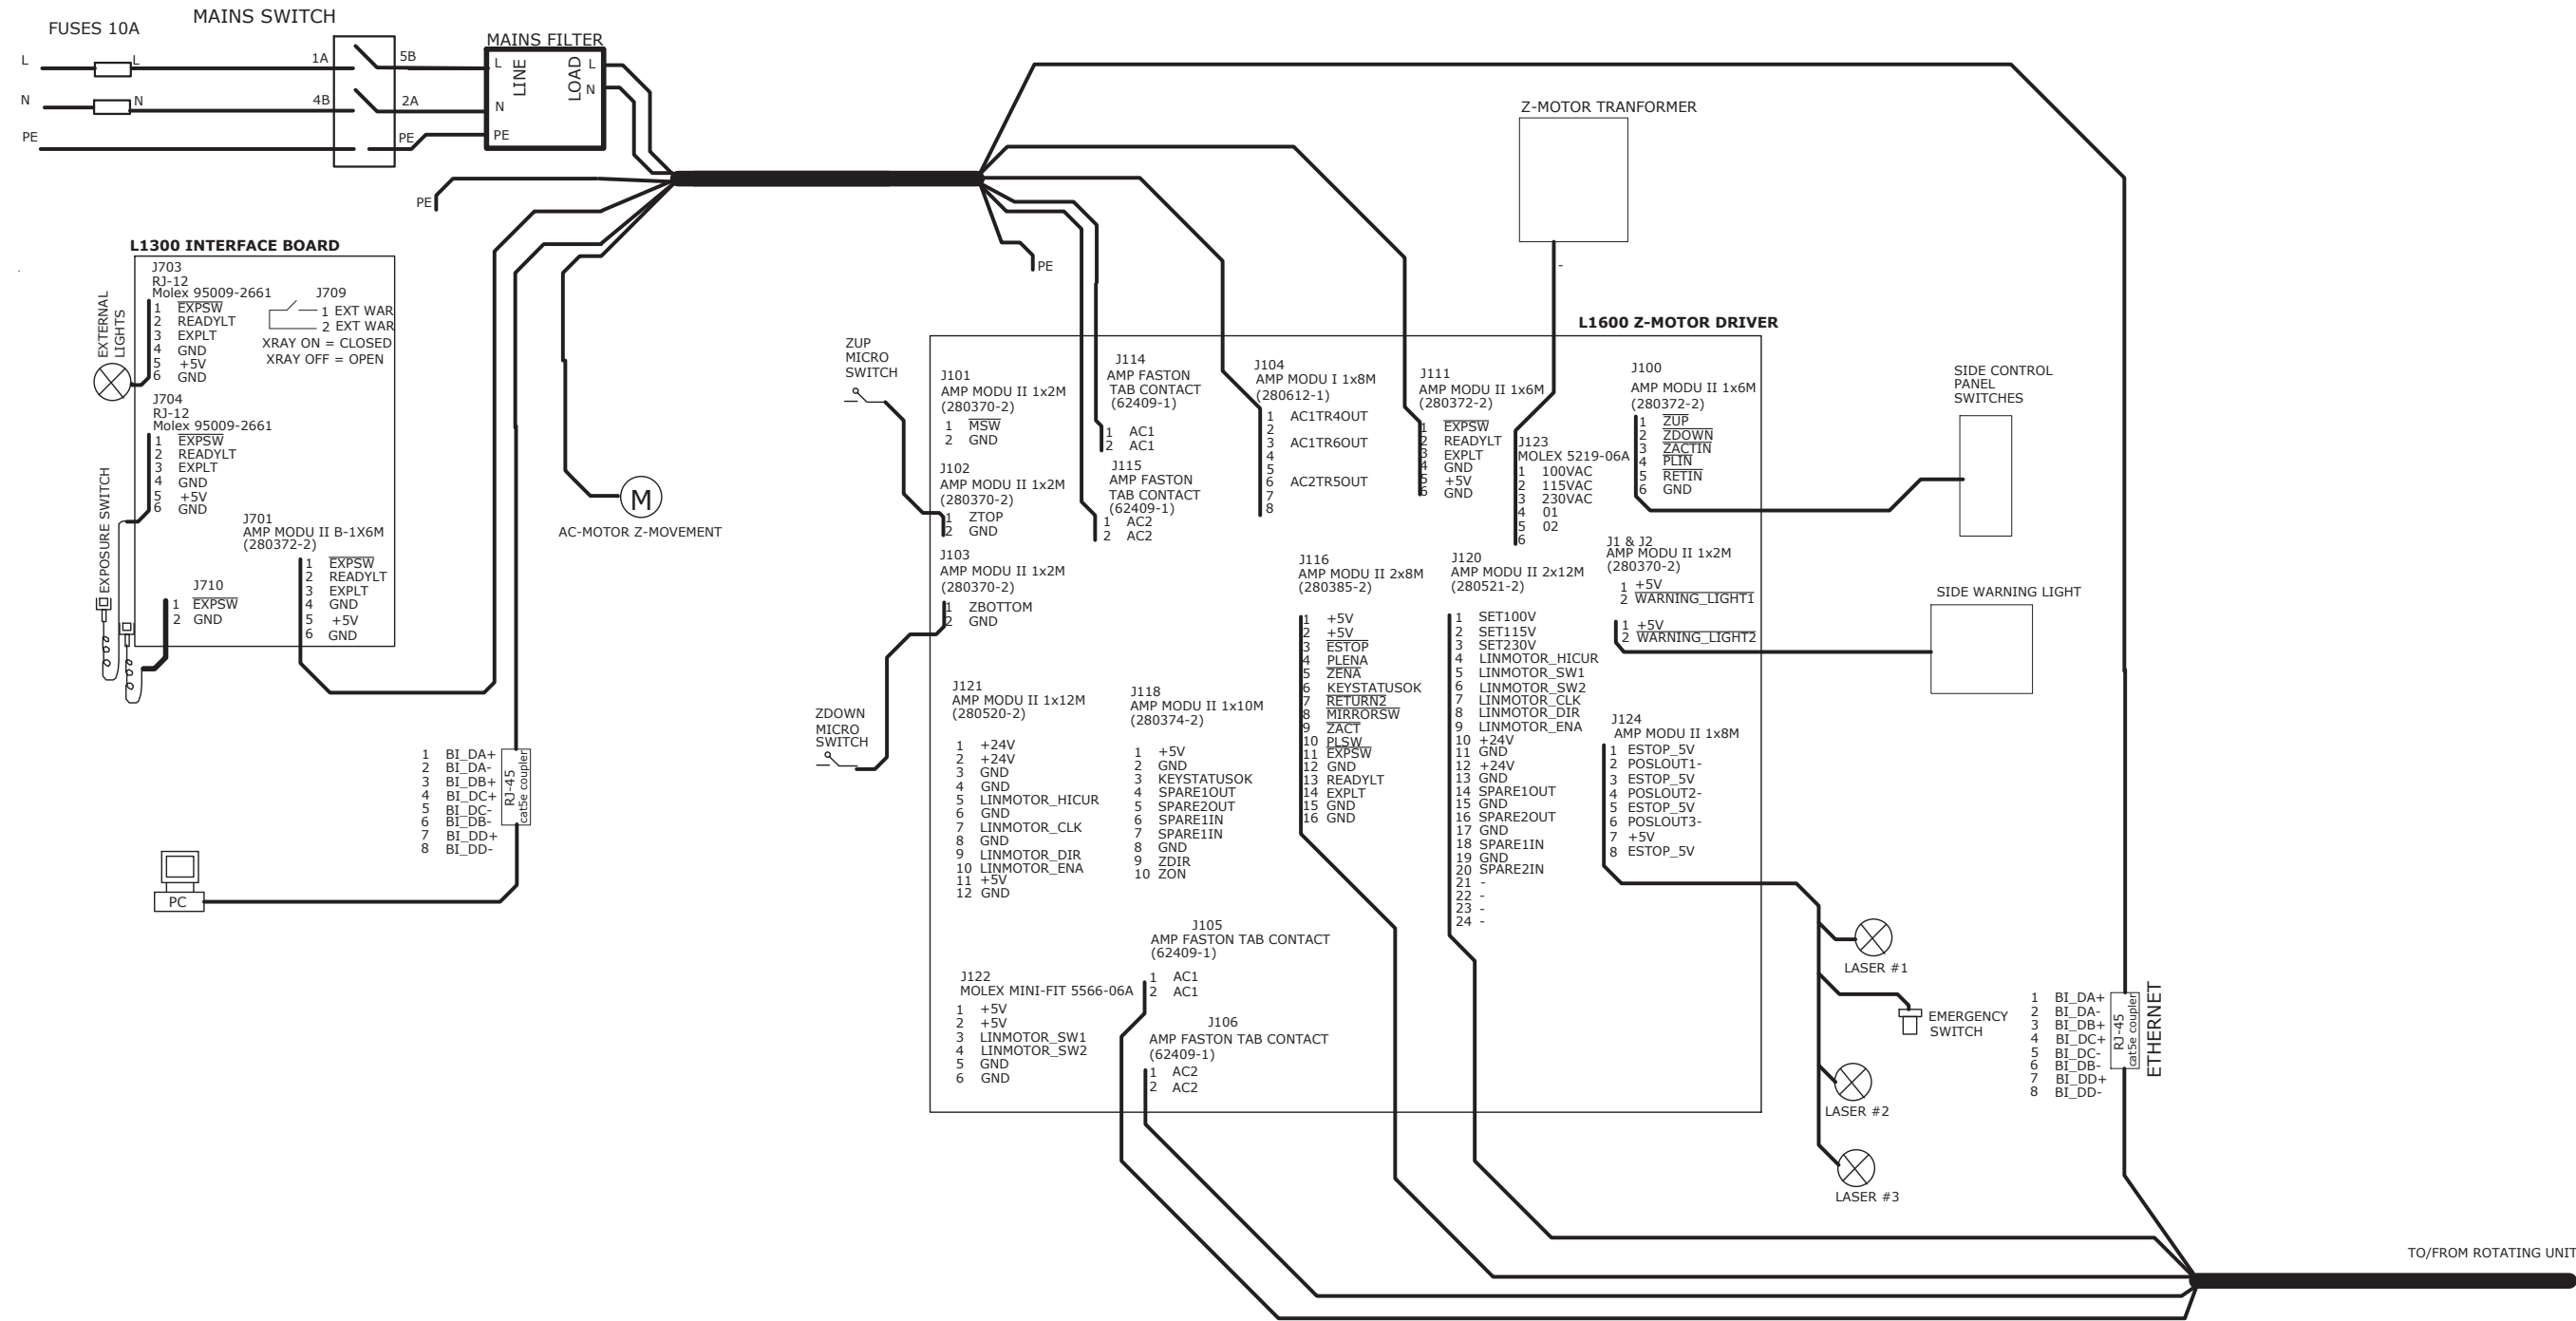 MAINS SWITCH
FUSES 10A
L
L
1A
5B
N
N
4B
2A
PE
PE
MAINS FILTER
L
LINE
LOAD
L
N
N
PE
PE
PE
Z-MOTOR TRANFORMER
-
L1300 INTERFACE BOARD
EXTERNAL
LIGHTS
J703
RJ-12
Molex 95009-2661
1 EXPSW
2 READYLT
3 EXPLT
4 GND
5 +5V
6 GND
J709
1 EXT WAR
2 EXT WAR
XRAY ON = CLOSED
XRAY OFF = OPEN
J704
RJ-12
Molex 95009-2661
1 EXPSW
2 READYLT
3 EXPLT
4 GND
5 +5V
6 GND
EXPOSURE SWITCH
J701
AMP MODU II B-1X6M
(280372-2)
1 EXPSW
2 READYLT
3 EXPLT
4 GND
5 +5V
6 GND
J710
1 EXPSW
2 GND
M
AC-MOTOR Z-MOVEMENT
1 BI_DA+
2 BI_DA-
3 BI_DB+
4 BI_DC+
5 BI_DC-
6 BI_DB-
7 BI_DD+
8 BI_DD-
RJ-45
cat5e coupler
PC
ZUP
MICRO
SWITCH
ZDOWN
MICRO
SWITCH
L1600 Z-MOTOR DRIVER
J101
AMP MODU II 1x2M
(280370-2)
1 MSW
2 GND
J102
AMP MODU II 1x2M
(280370-2)
1 ZTOP
2 GND
J103
AMP MODU II 1x2M
(280370-2)
1 ZBOTTOM
2 GND
J114
AMP FASTON
TAB CONTACT
(62409-1)
1 AC1
2 AC1
J115
AMP FASTON
TAB CONTACT
(62409-1)
1 AC2
2 AC2
J104
AMP MODU I 1x8M
(280612-1)
1 AC1TR4OUT
2
3 AC1TR6OUT
4
5
6 AC2TR5OUT
7
8
J111
AMP MODU II 1x6M
(280372-2)
1 EXPSW
2 READYLT
3 EXPLT
4 GND
5 +5V
6 GND
J123
MOLEX 5219-06A
1 100VAC
2 115VAC
3 230VAC
4 01
5 02
6
J100
AMP MODU II 1x6M
(280372-2)
1 ZUP
2 ZDOWN
3 ZACTIN
4 PLIN
5 RETIN
6 GND
SIDE CONTROL
PANEL
SWITCHES
J1 & J2
AMP MODU II 1x2M
(280370-2)
1 +5V
2 WARNING_LIGHT1
1 +5V
2 WARNING_LIGHT2
SIDE WARNING LIGHT
J116
AMP MODU II 2x8M
(280385-2)
1 +5V
2 +5V
3 ESTOP
4 PLENA
5 ZENA
6 KEYSTATUSOK
7 RETURN2
8 MIRRORSW
9 ZACT
10 PLSW
11 EXPSW
12 GND
13 READYLT
14 EXPLT
15 GND
16 GND
J120
AMP MODU II 2x12M
(280521-2)
1 SET100V
2 SET115V
3 SET230V
4 LINMOTOR_HICUR
5 LINMOTOR_SW1
6 LINMOTOR_SW2
7 LINMOTOR_CLK
8 LINMOTOR_DIR
9 LINMOTOR_ENA
10 +24V
11 GND
12 +24V
13 GND
14 SPARE1OUT
15 GND
16 SPARE2OUT
17 GND
18 SPARE1IN
19 GND
20 SPARE2IN
21 -
22 -
23 -
24 -
J124
AMP MODU II 1x8M
1 ESTOP_5V
2 POSLOUT1-
3 ESTOP_5V
4 POSLOUT2-
5 ESTOP_5V
6 POSLOUT3-
7 +5V
8 ESTOP_5V
J121
AMP MODU II 1x12M
(280520-2)
1 +24V
2 +24V
3 GND
4 GND
5 LINMOTOR_HICUR
6 GND
7 LINMOTOR_CLK
8 GND
9 LINMOTOR_DIR
10 LINMOTOR_ENA
11 +5V
12 GND
J118
AMP MODU II 1x10M
(280374-2)
1 +5V
2 GND
3 KEYSTATUSOK
4 SPARE1OUT
5 SPARE2OUT
6 SPARE1IN
7 SPARE1IN
8 GND
9 ZDIR
10 ZON
J105
AMP FASTON TAB CONTACT
(62409-1)
1 AC1
2 AC1
J122
MOLEX MINI-FIT 5566-06A
1 +5V
2 +5V
3 LINMOTOR_SW1
4 LINMOTOR_SW2
5 GND
6 GND
J106
AMP FASTON TAB CONTACT
(62409-1)
1 AC2
2 AC2
LASER #1
EMERGENCY
SWITCH
LASER #2
LASER #3
1 BI_DA+
2 BI_DA-
3 BI_DB+
4 BI_DC+
5 BI_DC-
6 BI_DB-
7 BI_DD+
8 BI_DD-
RJ-45
cat5e coupler
ETHERNET
TO/FROM ROTATING UNIT